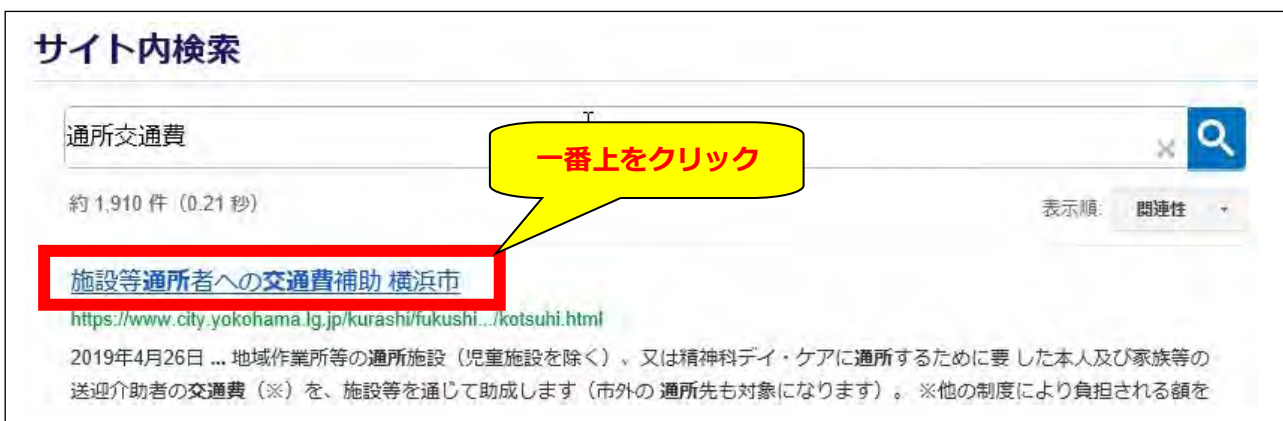 サイト内検索
通所交通費
一番上をクリック
約 1,910 件（0.21 秒）
表示順: 関連性
施設等通所者への交通費補助 横浜市
https://www.city.yokohama.lg.jp/kurashi/fukushi.../kotsuhi.html
2019年4月26日 ... 地域作業所等の通所施設（児童施設を除く）、又は精神科デイ・ケアに通所するために要 した本人及び家族等の
送迎介助者の交通費（※）を、施設等を通じて助成します（市外の 通所先も対象になります）。 ※他の制度により負担される額を